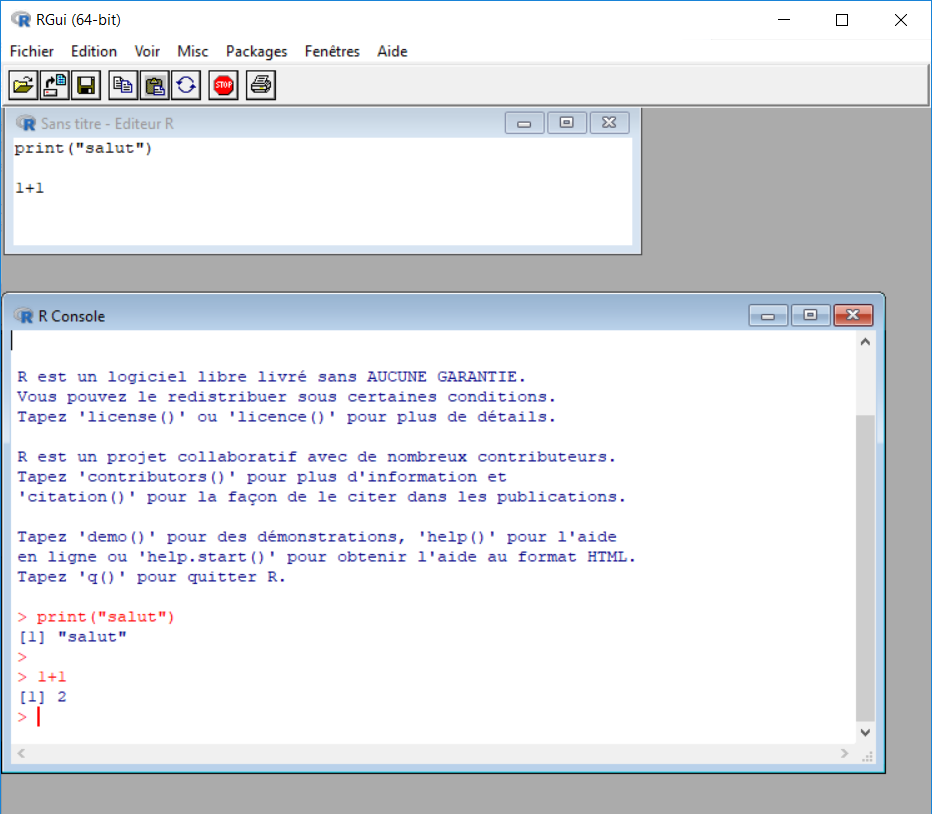 RGui (64-bit)
Fichier Edition Voir Misc Packages Fenêtres Aide
STOP
Sans titre - Editeur R
print("salut")
1+1
R Console
R est un logiciel libre livré sans AUCUNE GARANTIE.
Vous pouvez le redistribuer sous certaines conditions.
Tapez 'license()' ou 'licence()' pour plus de détails.
R est un projet collaboratif avec de nombreux contributeurs.
Tapez 'contributors()' pour plus d'information et
'citation()' pour la façon de le citer dans les publications.
Tapez 'demo()' pour des démonstrations, 'help()' pour l'aide
en ligne ou 'help.start()' pour obtenir l'aide au format HTML.
Tapez 'q()' pour quitter R.
> print("salut")
[1] "salut"
>
> 1+1
[1] 2
>